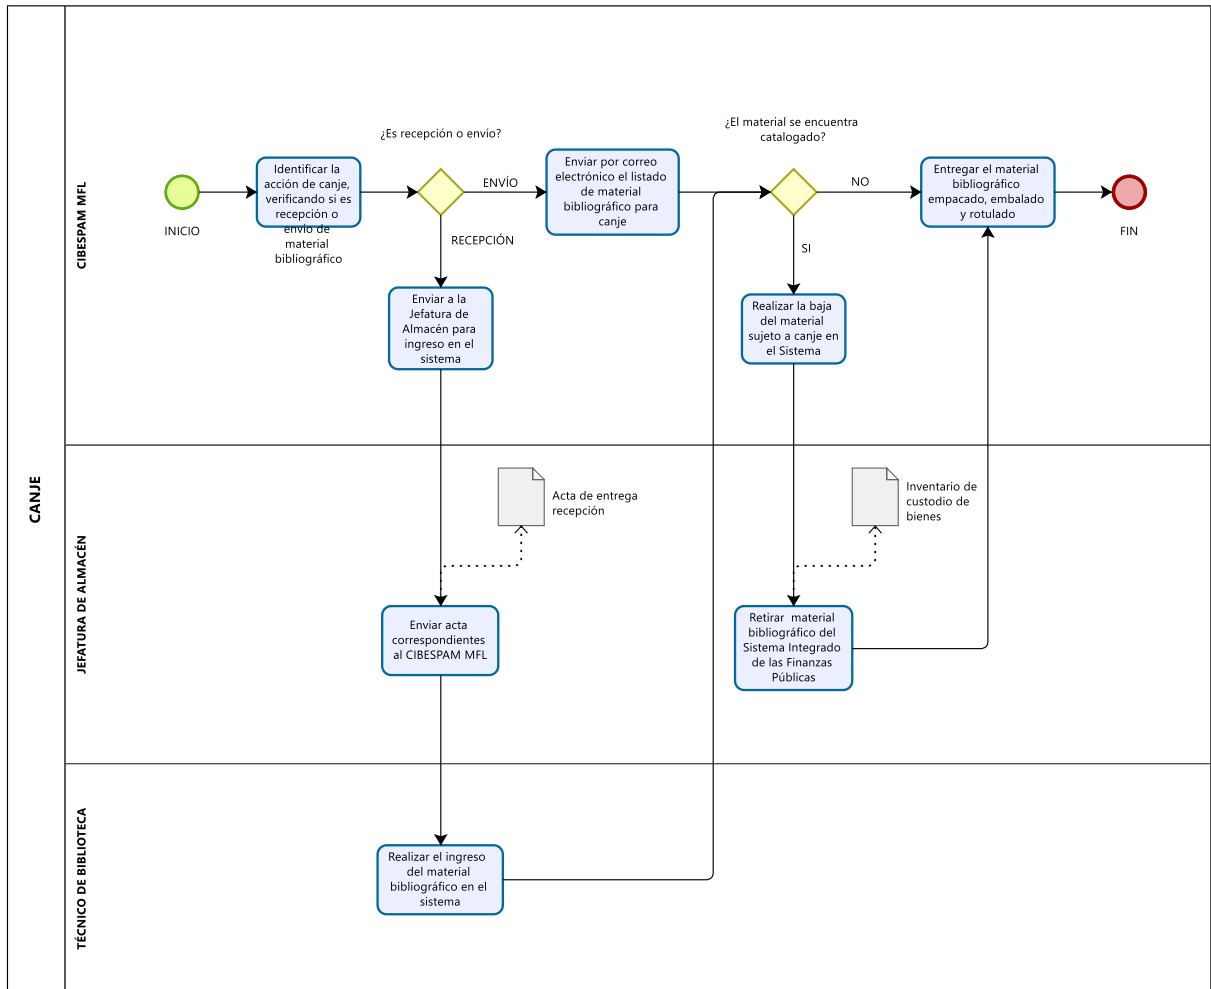 CANJE
CIBESPAM MFL
INICIO
Identificar la
acción de canje,
verificando si es
recepción o
envío de
material
bibliográfico
¿Es recepción o envío?
ENVÍO
RECEPCIÓN
Enviar por correo
electrónico el listado
de material
bibliográfico para
canje
¿El material se encuentra
catalogado?
NO
SI
Entregar el material
bibliográfico
empacado, embalado
y rotulado
FIN
Enviar a la
Jefatura de
Almacén para
ingreso en el
sistema
Realizar la baja
del material
sujeto a canje en
el Sistema
JEFATURA DE ALMACÉN
Acta de entrega
recepción
Inventario de
custodio de
bienes
Enviar acta
correspondientes
al CIBESPAM MFL
Retirar  material
bibliográfico del
Sistema Integrado
de las Finanzas
Públicas
TÉCNICO DE BIBLIOTECA
Realizar el ingreso
del material
bibliográfico en el
sistema